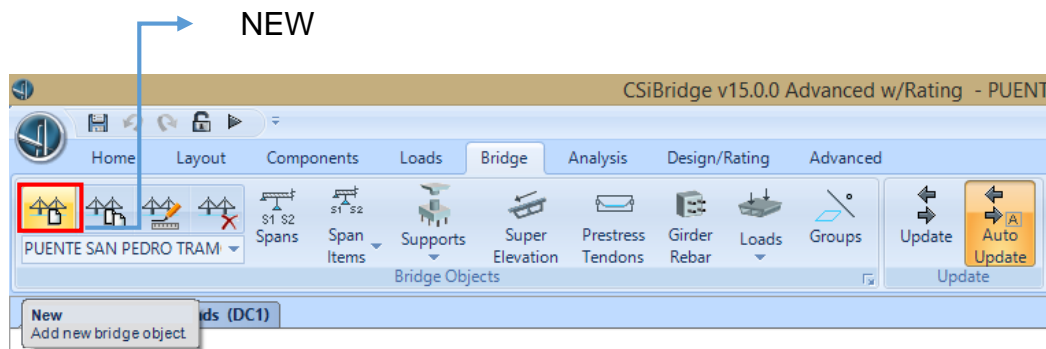 NEW
CSiBridge v15.0.0 Advanced w/Rating - PUENT
Home Layout Components Loads Bridge Analysis Design/Rating Advanced
S1 S2 S1 S2 A
Spans Span Supports Super Prestress Girder Loads Groups Update Auto
PUENTE SAN PEDRO TRAM Items Elevation Tendons Rebar Update
Bridge Objects Update
New (DC1)
Add new bridge object